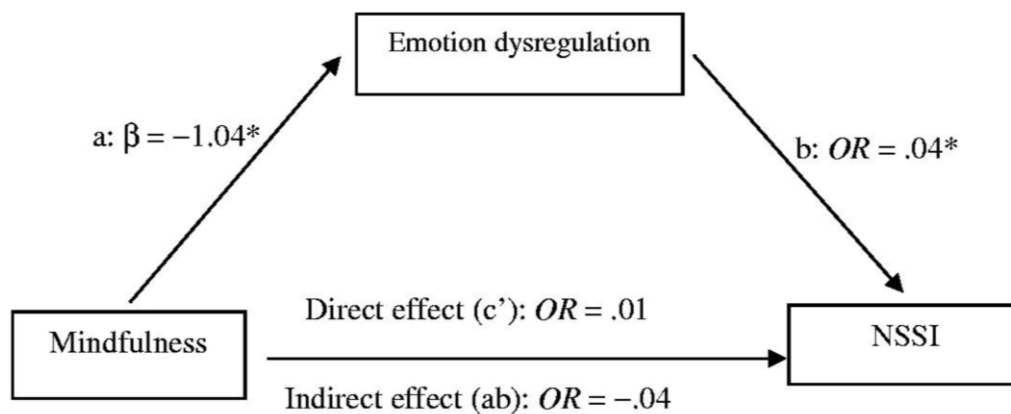 Emotion dysregulation
a: β = −1.04*
b: OR = .04*
Direct effect (c’): OR = .01
Mindfulness
NSSI
Indirect effect (ab): OR = −.04